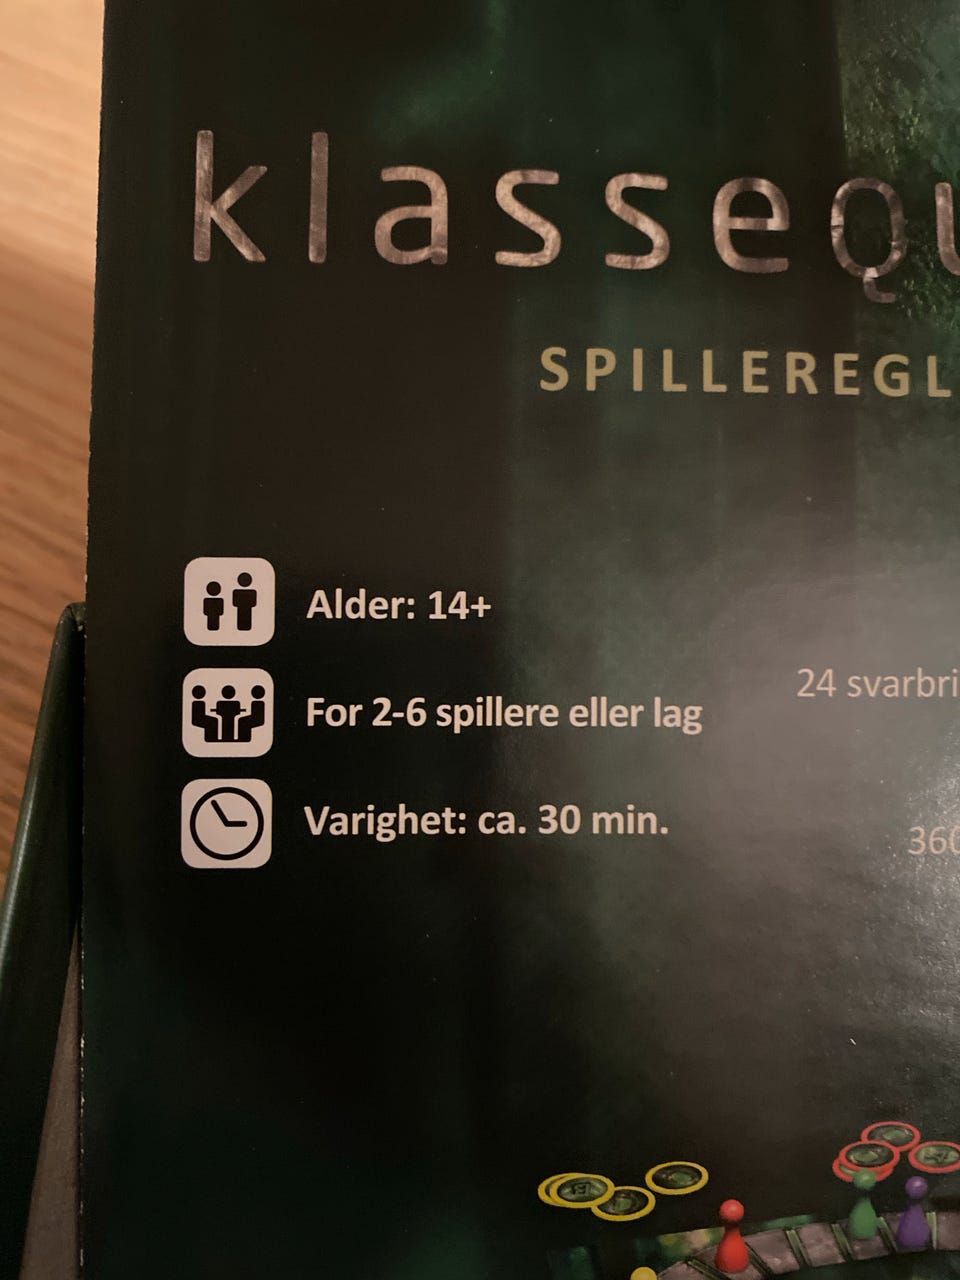 klassequ
SPILLEREGL
Alder: 14+
For 2-6 spillere eller lag
Varighet: ca. 30 min.
24 svarbri
360